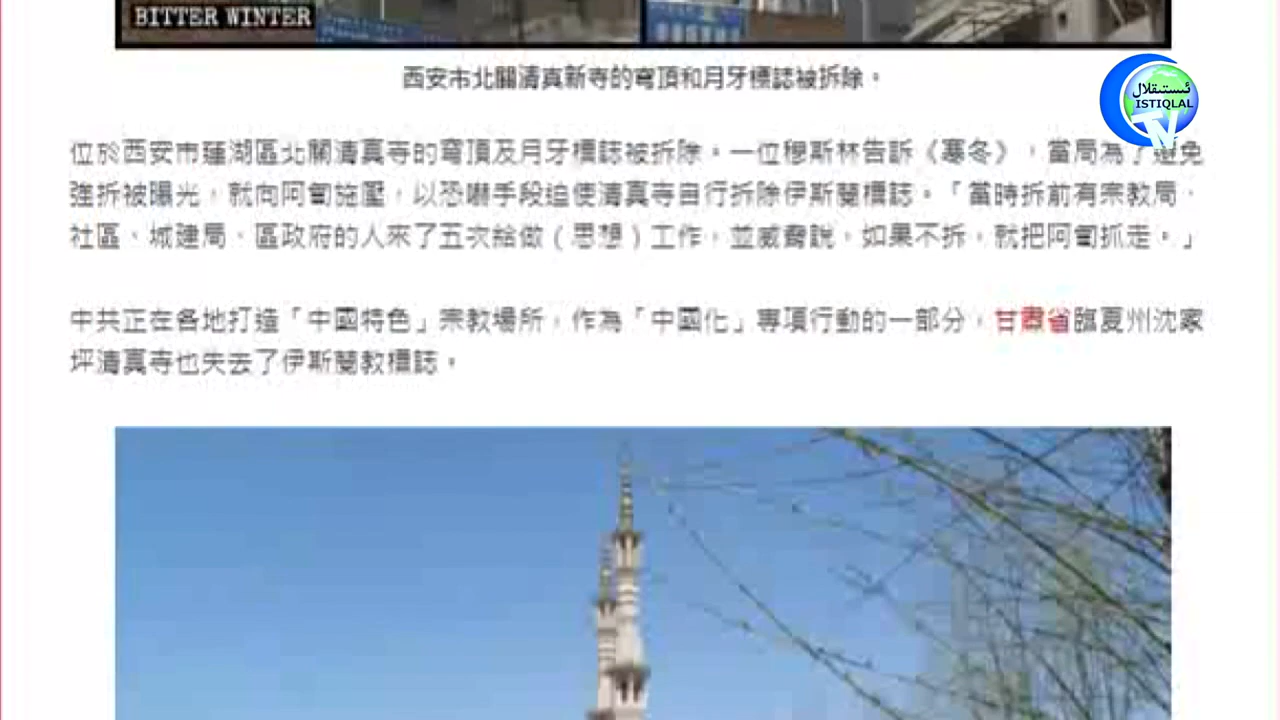 BITTER WINTER
西安市北關清真新寺的穹頂和月牙標誌被拆除。
ئىستىقلال
ISTIQLAL
TV
位於西安市蓮湖區北關清真寺的穹頂及月牙標誌被拆除。一位穆斯林告訴《寒冬》，當局為了避免
強拆被曝光，就向阿訇施壓，以恐嚇手段迫使清真寺自行拆除伊斯蘭標誌。「當時拆前有宗教局、
社區、城建局、區政府的人來了五次給做（思想）工作，並威脅說，如果不拆，就把阿訇抓走。」
中共正在各地打造「中國特色」宗教場所，作為「中國化」專項行動的一部分，甘肅省臨夏州沈家
坪清真寺也失去了伊斯蘭教標誌。